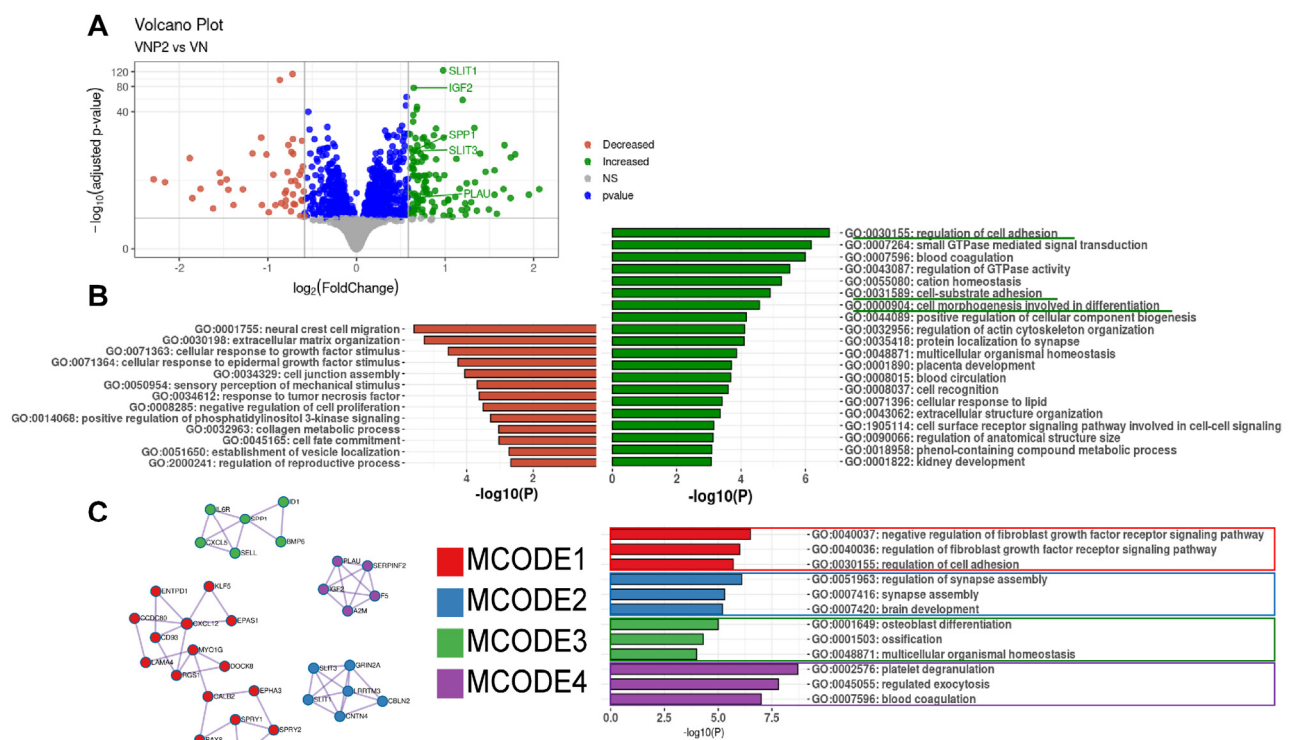 A
Volcano Plot
VNP2 vs VN
120
80
40
0
−log10(adjusted p-value)
-2
-1
0
1
2
log2(FoldChange)
SLIT1
IGF2
SPP1
SLIT3
PLAU
Decreased
Increased
NS
pvalue
B
GO:0001755: neural crest cell migration
GO:0030198: extracellular matrix organization
GO:0071363: cellular response to growth factor stimulus
GO:0071364: cellular response to epidermal growth factor stimulus
GO:0034329: cell junction assembly
GO:0050954: sensory perception of mechanical stimulus
GO:0034612: response to tumor necrosis factor
GO:0008285: negative regulation of cell proliferation
GO:0014068: positive regulation of phosphatidylinositol 3-kinase signaling
GO:0032963: collagen metabolic process
GO:0045165: cell fate commitment
GO:0051650: establishment of vesicle localization
GO:2000241: regulation of reproductive process
4
2
-log10(P)
GO:0030155: regulation of cell adhesion
GO:0007264: small GTPase mediated signal transduction
GO:0007596: blood coagulation
GO:0043087: regulation of GTPase activity
GO:0055080: cation homeostasis
GO:0031589: cell-substrate adhesion
GO:0000904: cell morphogenesis involved in differentiation
GO:0044089: positive regulation of cellular component biogenesis
GO:0032956: regulation of actin cytoskeleton organization
GO:0035418: protein localization to synapse
GO:0048871: multicellular organismal homeostasis
GO:0001890: placenta development
GO:0008015: blood circulation
GO:0008037: cell recognition
GO:0071396: cellular response to lipid
GO:0043062: extracellular structure organization
GO:1905114: cell surface receptor signaling pathway involved in cell-cell signaling
GO:0090066: regulation of anatomical structure size
GO:0018958: phenol-containing compound metabolic process
GO:0001822: kidney development
0
2
4
6
-log10(P)
C
IL6R
ID1
SPP1
CXCL5
SELL
BMP6
PLAU
SERPINF2
IGF2
F5
A2M
ENTPD1
KLF5
CCDC80
CXCL12
EPAS1
CD93
MYO1G
LAMA4
DOCK8
RGS1
CALB2
EPHA3
SPRY1
SPRY2
SLIT3
GRIN2A
SLIT1
LRRTM3
CBLN2
CNTN4
MCODE1
MCODE2
MCODE3
MCODE4
GO:0040037: negative regulation of fibroblast growth factor receptor signaling pathway
GO:0040036: regulation of fibroblast growth factor receptor signaling pathway
GO:0030155: regulation of cell adhesion
GO:0051963: regulation of synapse assembly
GO:0007416: synapse assembly
GO:0007420: brain development
GO:0001649: osteoblast differentiation
GO:0001503: ossification
GO:0048871: multicellular organismal homeostasis
GO:0002576: platelet degranulation
GO:0045055: regulated exocytosis
GO:0007596: blood coagulation
0.0
2.5
5.0
7.5
-log10(P)